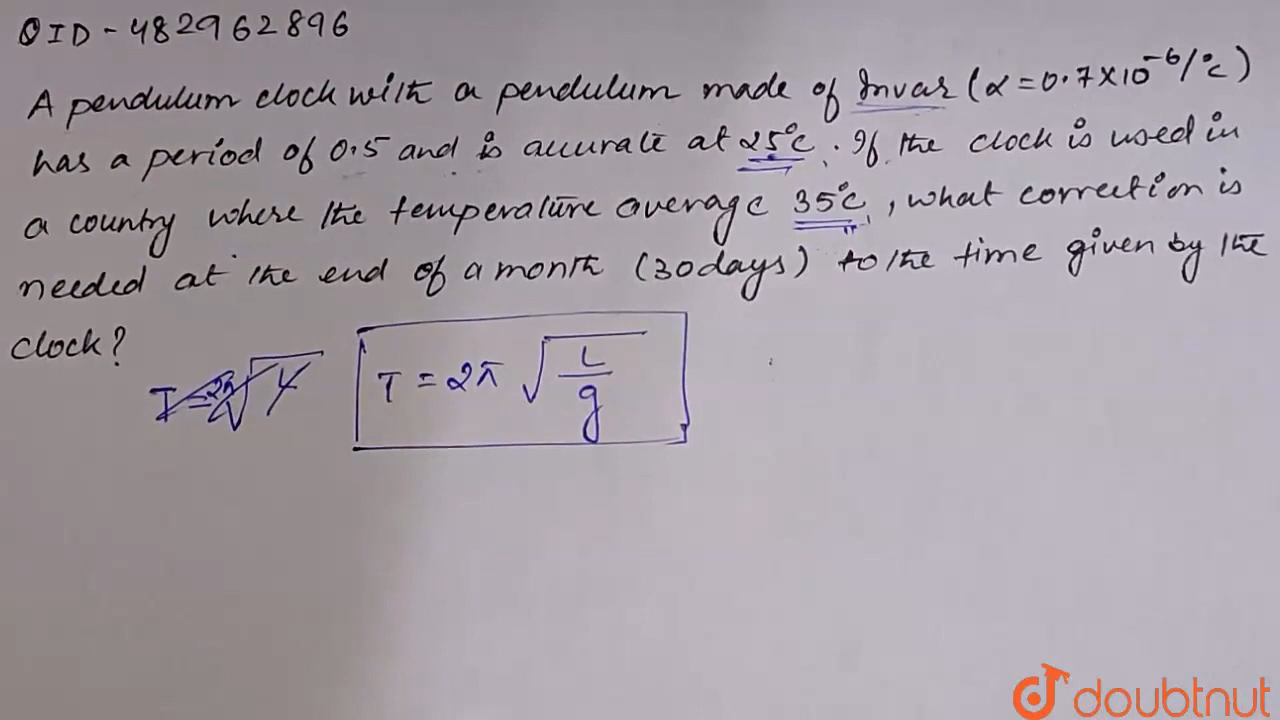 QID-482962896
A pendulum clock with a pendulum made of Invar (α=0.7×10⁻⁶/°C)
has a period of 0.5 and is accurate at 25°C. If the clock is used in
a country where the temperature average 35°C, what correction is
needed at the end of a month (30days) to the time given by the
clock?
T = 2π √(L/g)
doubtnut